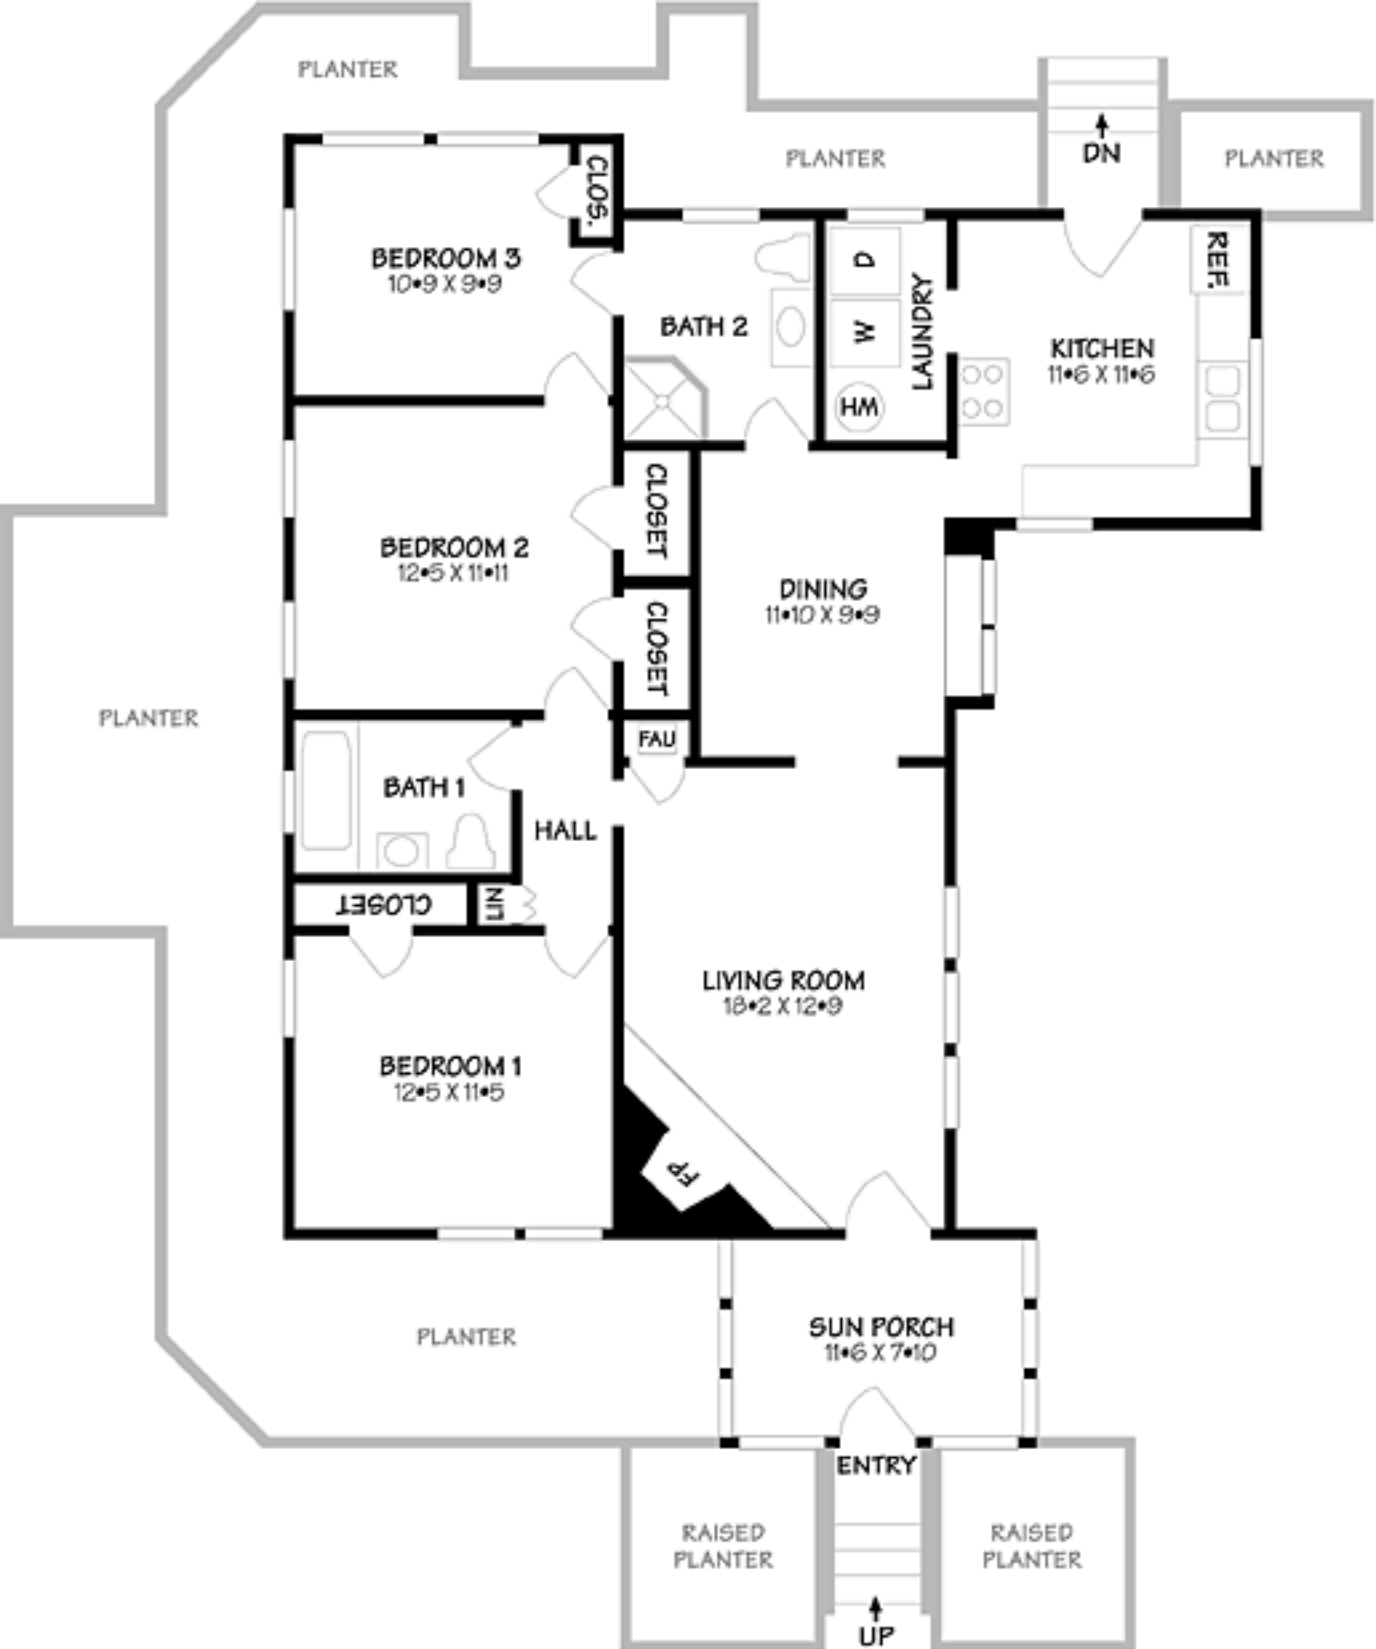 PLANTER
PLANTER
DN
PLANTER
CLOS.
BEDROOM 3
10•9 X 9•9
BATH 2
D
W
HM
LAUNDRY
REF.
KITCHEN
11•6 X 11•6
BEDROOM 2
12•5 X 11•11
CLOSET
CLOSET
DINING
11•10 X 9•9
PLANTER
FAU
BATH 1
HALL
CLOSET
LIN
LIVING ROOM
18•2 X 12•9
BEDROOM 1
12•5 X 11•5
FP
PLANTER
SUN PORCH
11•6 X 7•10
ENTRY
RAISED
PLANTER
RAISED
PLANTER
UP